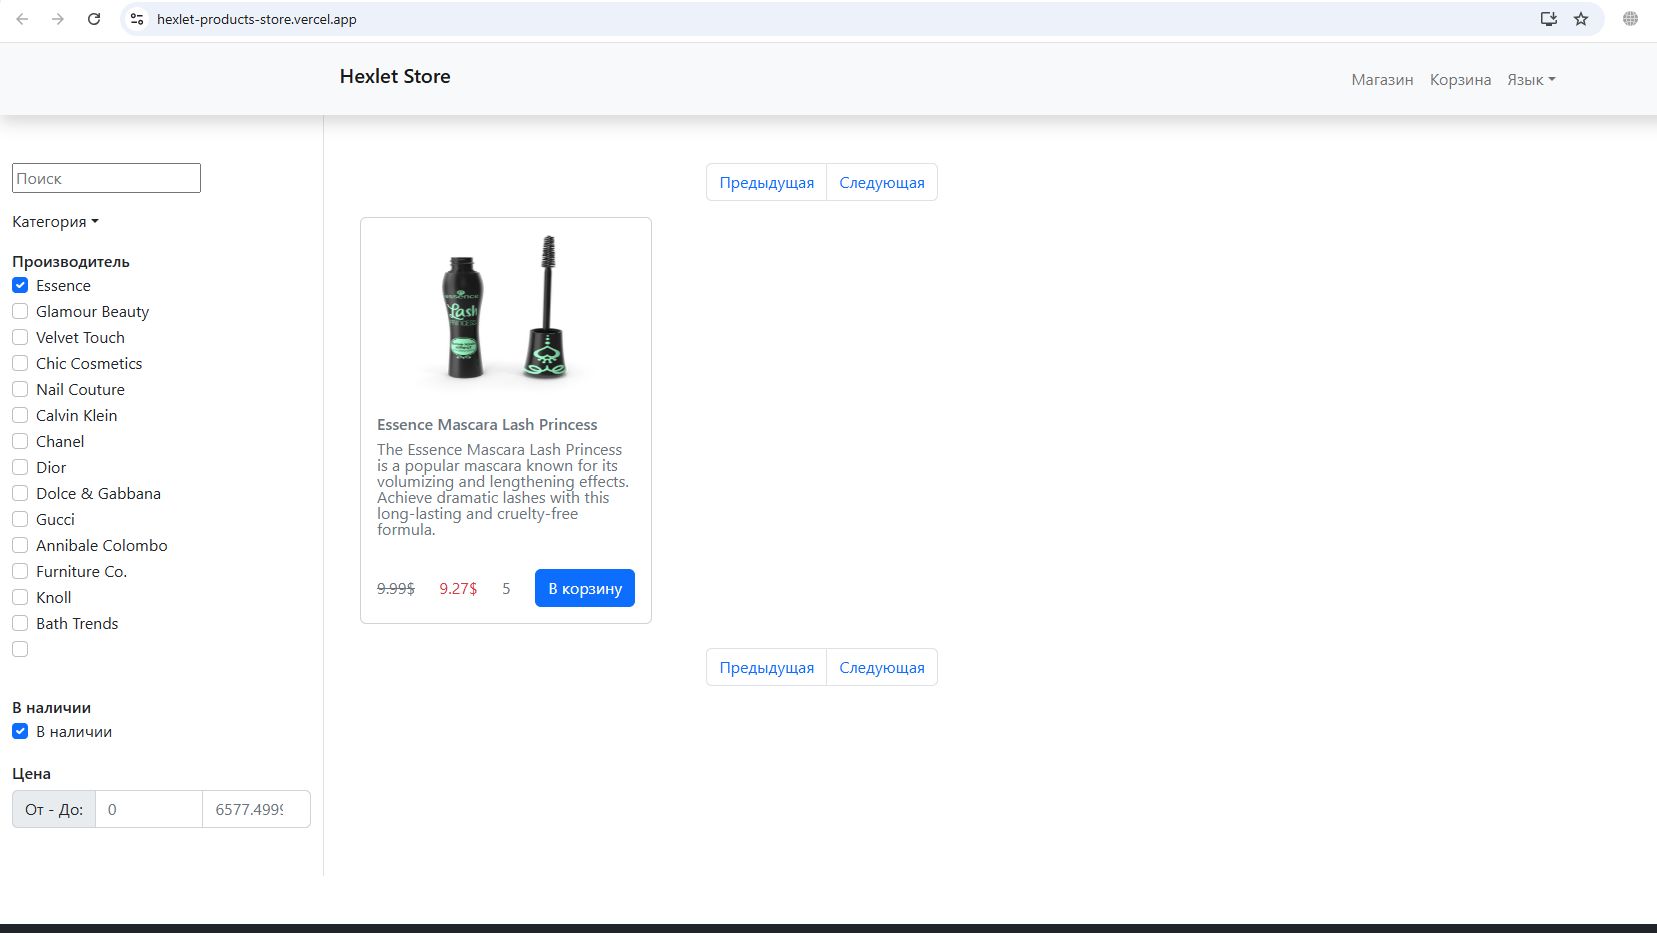 hexlet-products-store.vercel.app
Hexlet Store
Магазин
Корзина
Язык
Поиск
Категория
Производитель
Essence
Glamour Beauty
Velvet Touch
Chic Cosmetics
Nail Couture
Calvin Klein
Chanel
Dior
Dolce & Gabbana
Gucci
Annibale Colombo
Furniture Co.
Knoll
Bath Trends
В наличии
В наличии
Цена
От - До:
0
6577.499
Предыдущая
Следующая
essence
Lash
PRINCESS
Essence Mascara Lash Princess
The Essence Mascara Lash Princess
is a popular mascara known for its
volumizing and lengthening effects.
Achieve dramatic lashes with this
long-lasting and cruelty-free
formula.
9.99$
9.27$
5
В корзину
Предыдущая
Следующая